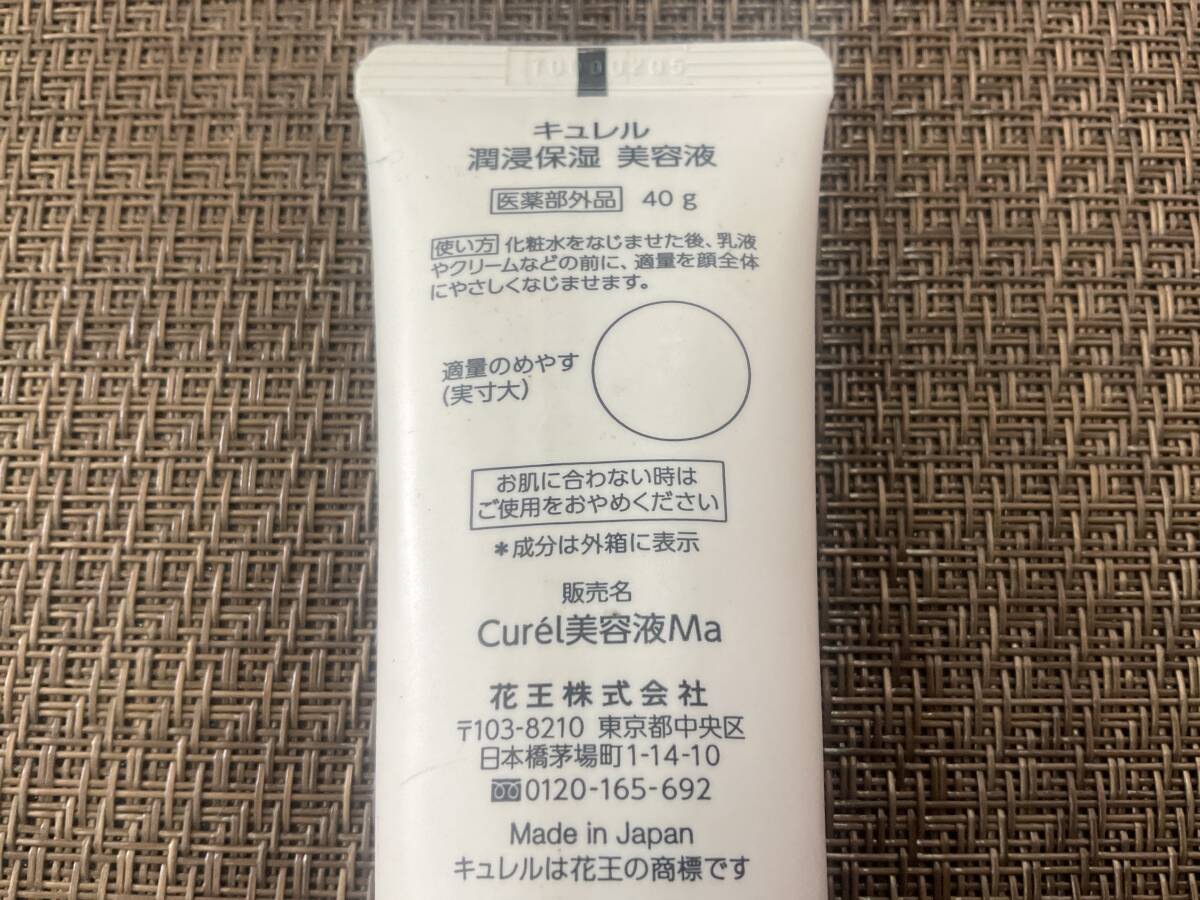 キュレル
潤浸保湿 美容液
医薬部外品 40 g
使い方 化粧水をなじませた後、乳液
やクリームなどの前に、適量を顔全体
にやさしくなじませます。
適量のめやす
(実寸大)
お肌に合わない時は
ご使用をおやめください
*成分は外箱に表示
販売名
Curél美容液Ma
花王株式会社
〒103-8210 東京都中央区
日本橋茅場町1-14-10
0120-165-692
Made in Japan
キュレルは花王の商標です